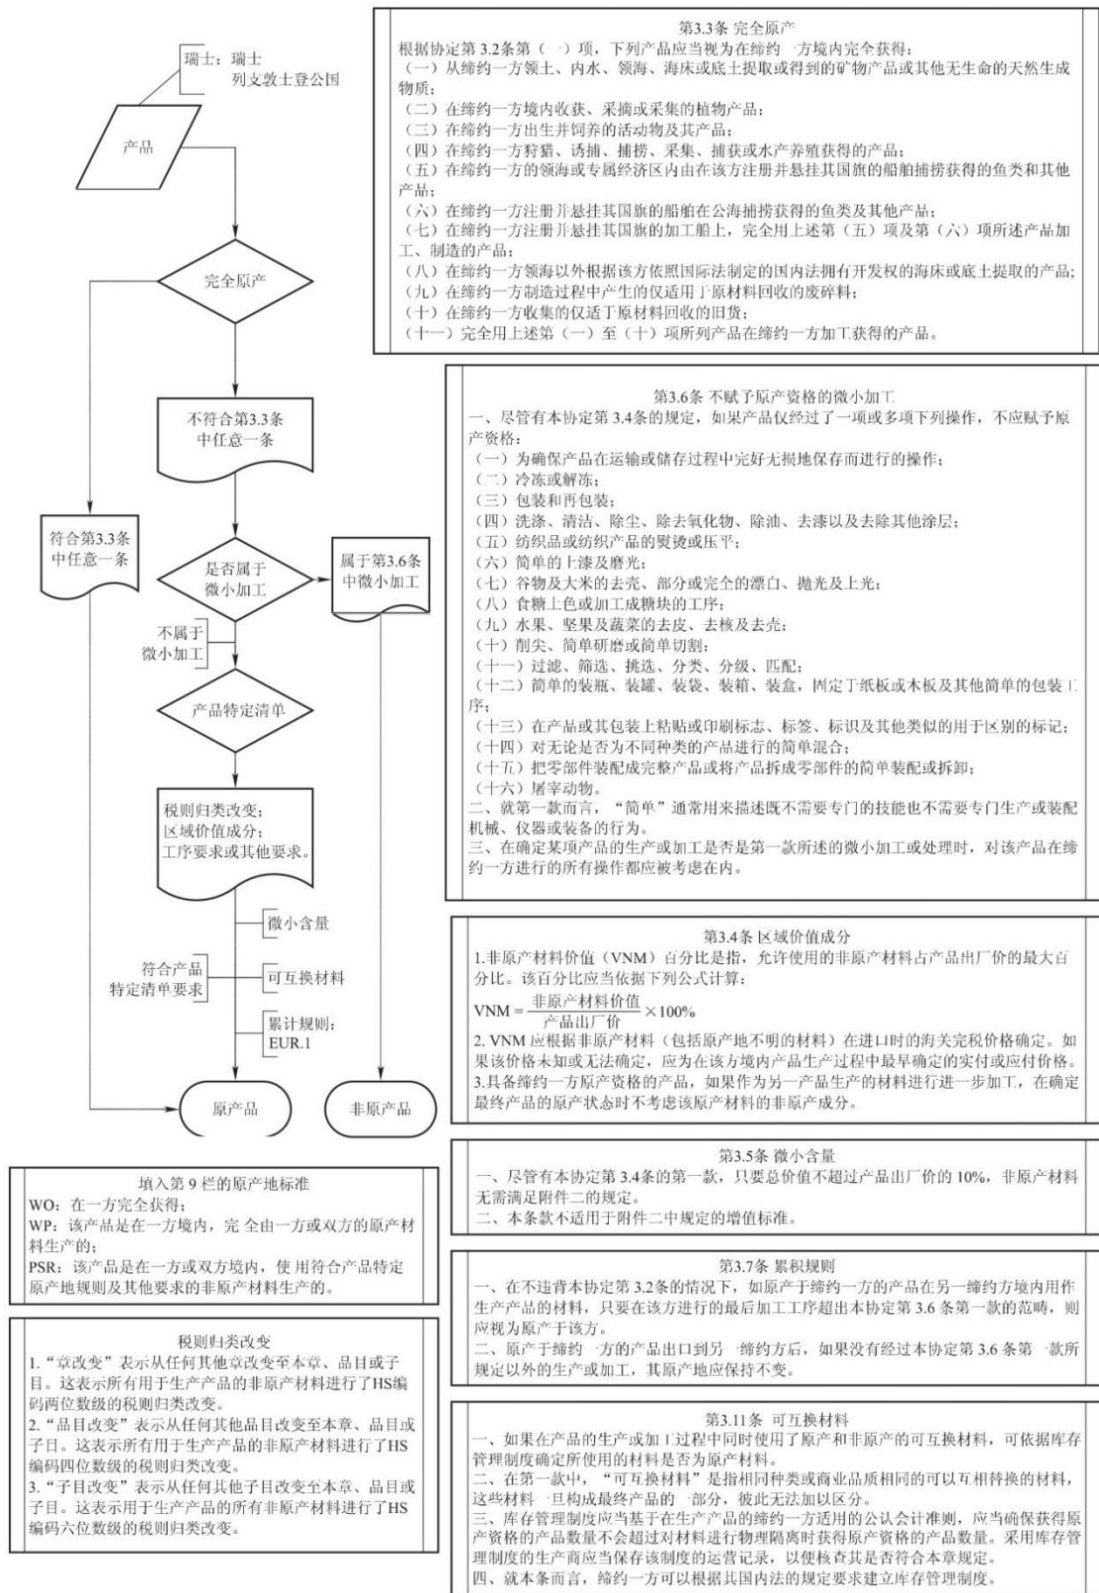 瑞士：瑞士
列支敦士登公国
产品
完全原产
不符合第3.3条
中任意一条
符合第3.3条
中任意一条
是否属于
微小加工
属于第3.6条
中微小加工
不属于
微小加工
产品特定清单
税则归类改变；
区域价值成分；
工序要求或其他要求。
微小含量
符合产品
特定清单要求
可互换材料
累计规则：
EUR.1
原产品
非原产品
填入第 9 栏的原产地标准
WO：在一方完全获得；
WP：该产品是在一方境内，完 全由一方或双方的原产材
料生产的；
PSR：该产品是在一方或双方境内，使 用符合产品特定
原产地规则及其他要求的非原产材料生产的。
税则归类改变
1.“章改变”表示从任何其他章改变至本章、品目或子
目。这表示所有用于生产产品的非原产材料进行了HS编
码两位数级的税则归类改变。
2.“品目改变”表示从任何其他品目改变至本章、品目或
子目。这表示所有用于生产产品的非原产材料进行了HS
编码四位数级的税则归类改变。
3.“子目改变”表示从任何其他子目改变至本章、品目或
子目。这表示用于生产产品的所有非原产材料进行了HS
编码六位数级的税则归类改变。
第3.3条 完全原产
根据协定第 3.2条第（一）项，下列产品应当视为在缔约一方境内完全获得：
（一）从缔约一方领土、内水、领海、海床或底土提取或得到的矿物产品或其他无生命的天然生成
物质；
（二）在缔约一方境内收获、采摘或采集的植物产品；
（三）在缔约一方出生并饲养的活动物及其产品；
（四）在缔约一方狩猎、诱捕、捕捞、采集、捕获或水产养殖获得的产品；
（五）在缔约一方的领海或专属经济区内由在该方注册并悬挂其国旗的船舶捕捞获得的鱼类和其他
产品；
（六）在缔约一方注册并悬挂其国旗的船舶在公海捕捞获得的鱼类及其他产品；
（七）在缔约一方注册并悬挂其国旗的加工船上，完全用上述第（五）项及第（六）项所述产品加
工、制造的产品；
（八）在缔约一方领海以外根据该方依照国际法制定的国内法拥有开发权的海床或底土提取的产品；
（九）在缔约一方制造过程中产生的仅适用于原材料回收的废碎料；
（十）在缔约一方收集的仅适于原材料回收的旧货；
（十一）完全用上述第（一）至（十）项所列产品在缔约一方加工获得的产品。
第3.6条 不赋予原产资格的微小加工
一、尽管有本协定第 3.4条的规定，如果产品仅经过了一项或多项下列操作，不应赋予原
产资格：
（一）为确保产品在运输或储存过程中完好无损地保存而进行的操作；
（二）冷冻或解冻；
（三）包装和再包装；
（四）洗涤、清洁、除尘、除去氧化物、除油、去漆以及去除其他涂层；
（五）纺织品或纺织产品的熨烫或压平；
（六）简单的上漆及磨光；
（七）谷物及大米的去壳、部分或完全的漂白、抛光及上光；
（八）食糖上色或加工成糖块的工序；
（九）水果、坚果及蔬菜的去皮、去核及去壳；
（十）削尖、简单研磨或简单切割；
（十一）过滤、筛选、挑选、分类、分级、匹配；
（十二）简单的装瓶、装罐、装袋、装箱、装盒，固定于纸板或木板及其他简单的包装工
序；
（十三）在产品或其包装上粘贴或印刷标志、标签、标识及其他类似的用于区别的标记；
（十四）对无论是否为不同种类的产品进行的简单混合；
（十五）把零部件装配成完整产品或将产品拆成零部件的简单装配或拆卸；
（十六）屠宰动物。
二、就第一款而言，“简单”通常用来描述既不需要专门的技能也不需要专门生产或装配
机械、仪器或装备的行为。
三、在确定某项产品的生产或加工是否是第一款所述的微小加工或处理时，对该产品在缔
约一方进行的所有操作都应被考虑在内。
第3.4条 区域价值成分
1.非原产材料价值（VNM）百分比是指，允许使用的非原产材料占产品出厂价的最大百
分比。该百分比应当依据下列公式计算：
VNM = 非原产材料价值 / 产品出厂价 ×100%
2. VNM 应根据非原产材料（包括原产地不明的材料）在进口时的海关完税价格确定。如
果该价格未知或无法确定，应为在该方境内产品生产过程中最早确定的实付或应付价格。
3.具备缔约一方原产资格的产品，如果作为另一产品生产的材料进行进一步加工，在确定
最终产品的原产状态时不考虑该原产材料的非原产成分。
第3.5条 微小含量
一、尽管有本协定第 3.4条的第一款，只要总价值不超过产品出厂价的 10%，非原产材料
无需满足附件二的规定。
二、本条款不适用于附件二中规定的增值标准。
第3.7条 累积规则
一、在不违背本协定第 3.2条的情况下，如原产于缔约一方的产品在另一缔约方境内用作
生产产品的材料，只要在该方进行的最后加工工序超出本协定第 3.6 条第一款的范畴，则
应视为原产于该方。
二、原产于缔约一方的产品出口到另一缔约方后，如果没有经过本协定第 3.6 条第一款所
规定以外的生产或加工，其原产地应保持不变。
第3.11条 可互换材料
一、如果在产品的生产或加工过程中同时使用了原产和非原产的可互换材料，可依据库存
管理制度确定所使用的材料是否为原产材料。
二、在第一款中，“可互换材料”是指相同种类或商业品质相同的可以互相替换的材料，
这些材料一旦构成最终产品的一部分，彼此无法加以区分。
三、库存管理制度应当基于在生产产品的缔约一方适用的公认会计准则，应当确保获得原
产资格的产品数量不会超过对材料进行物理隔离时获得原产资格的产品数量。采用库存管
理制度的生产商应当保存该制度的运营记录，以便核查其是否符合本章规定。
四、就本条而言，缔约一方可以根据其国内法的规定要求建立库存管理制度。